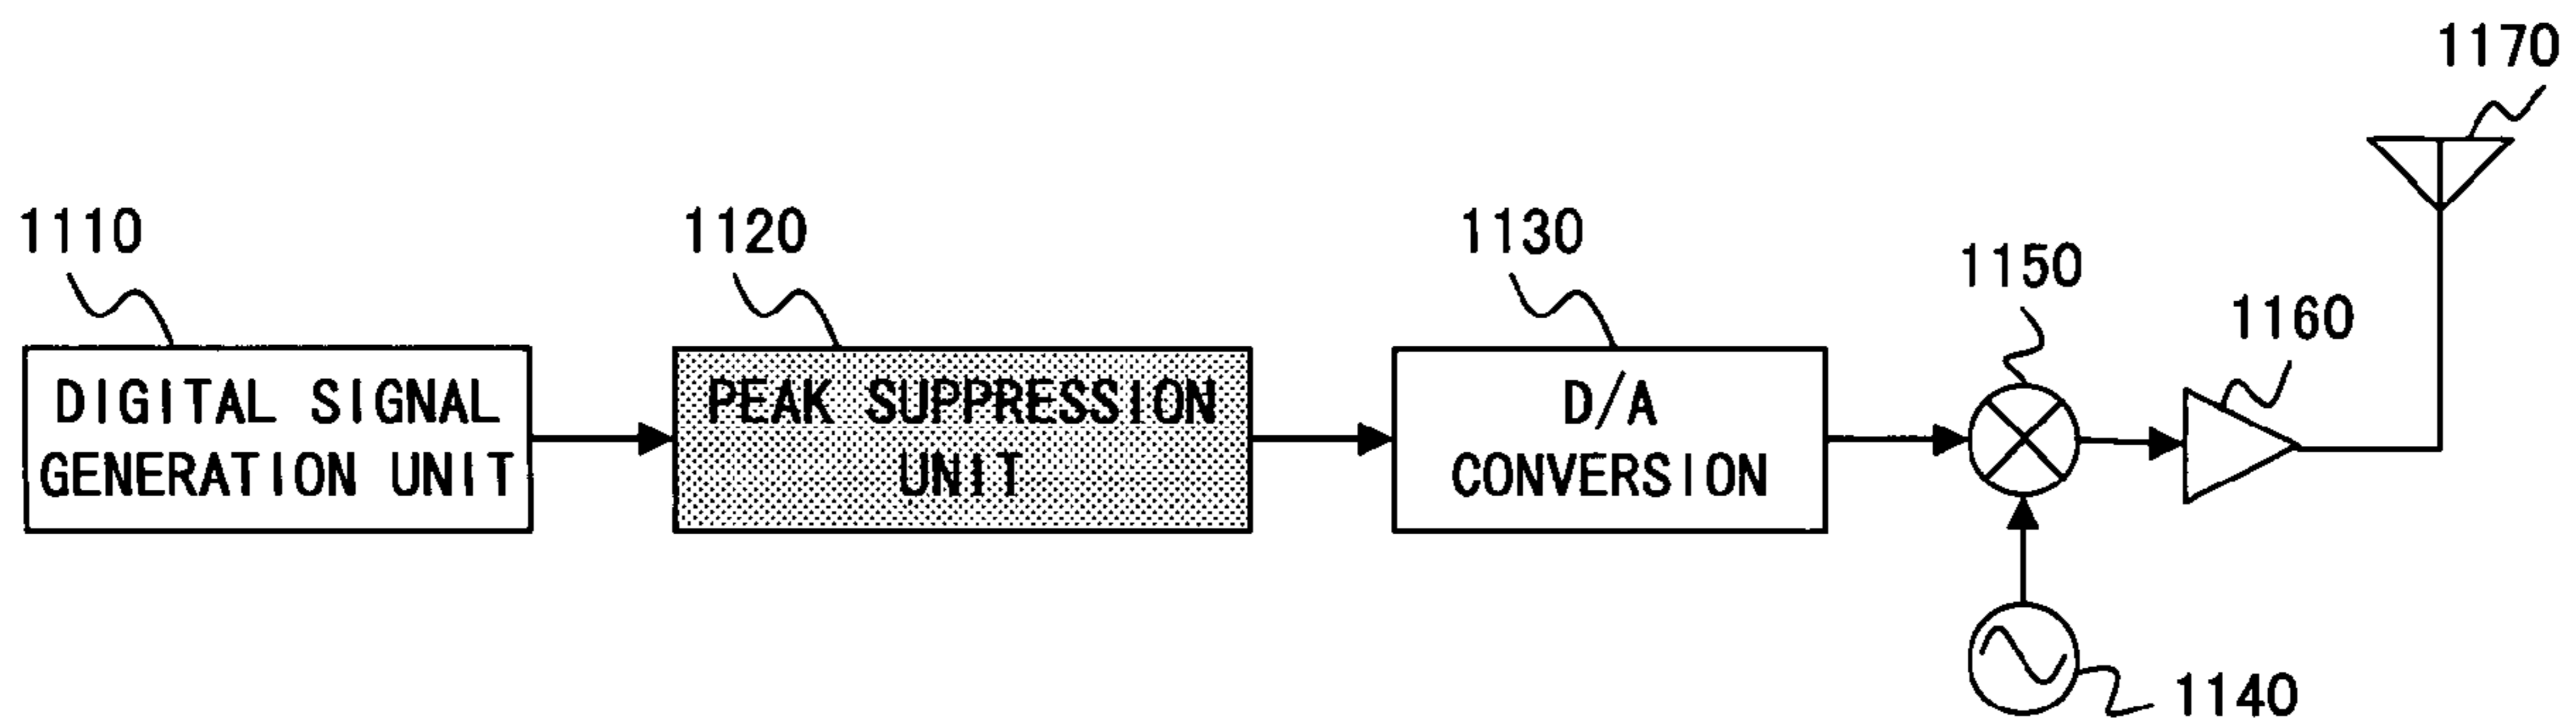 1170
1110
1120
1130
1150
1160
DIGITAL SIGNAL
GENERATION UNIT
PEAK SUPPRESSION
UNIT
D/A
CONVERSION
1140